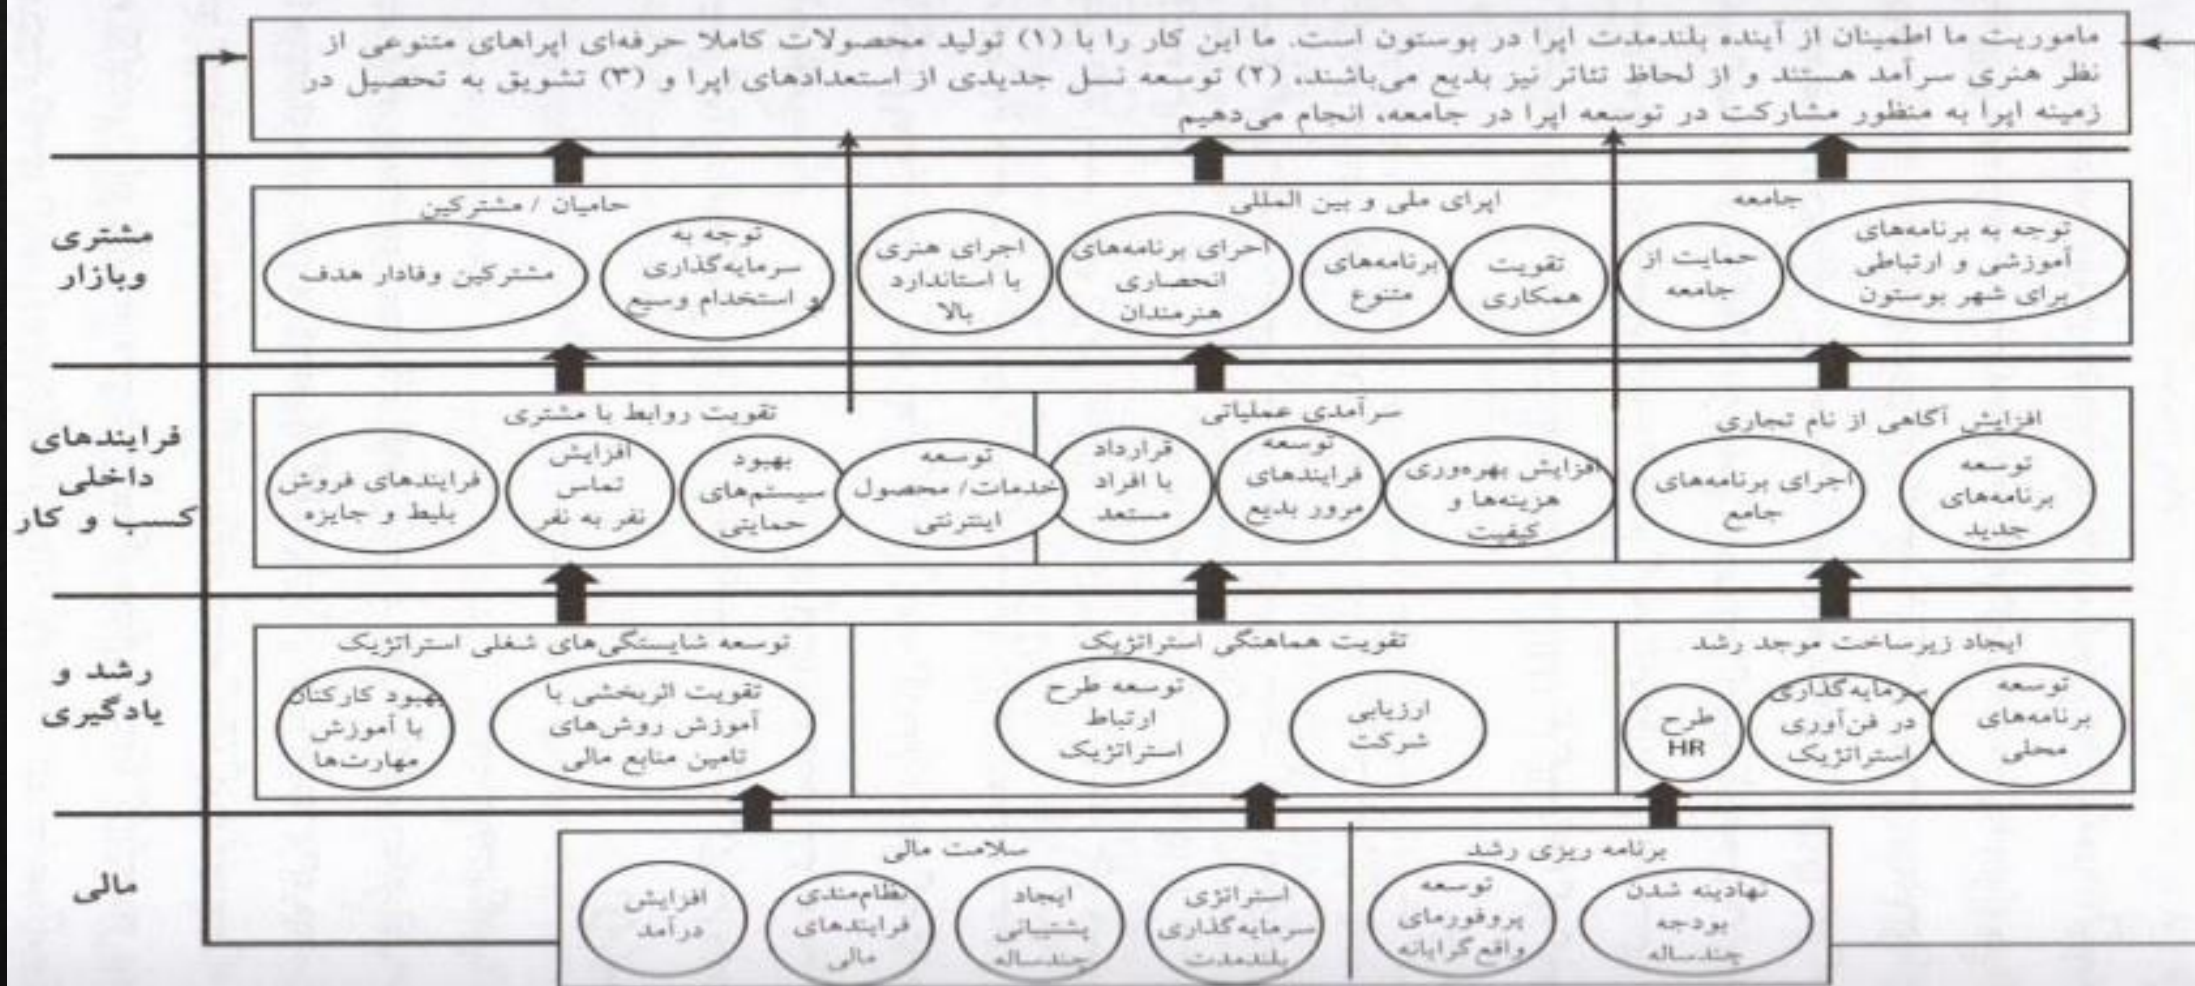 ماموریت ما اطمینان از آینده بلندمدت اپرا در بوستون است. ما این کار را با (۱) تولید محصولات کاملا حرفه‌ای اپراهای متنوعی از
نظر هنری سرآمد هستند و از لحاظ تئاتر نیز بدیع می‌باشند، (۲) توسعه نسل جدیدی از استعدادهای اپرا و (۳) تشویق به تحصیل در
زمینه اپرا به منظور مشارکت در توسعه اپرا در جامعه، انجام می‌دهیم
مشتری
وبازار
جامعه
توجه به برنامه‌های
آموزشی و ارتباطی
برای شهر بوستون
حمایت از
جامعه
اپرای ملی و بین المللی
تقویت
همکاری
برنامه‌های
متنوع
اجرای برنامه‌های
انحصاری
هنرمندان
اجرای هنری
با استاندارد
بالا
حامیان / مشترکین
توجه به
سرمایه‌گذاری
و استخدام وسیع
مشترکین وفادار هدف
فرایندهای
داخلی
کسب و کار
افزایش آگاهی از نام تجاری
توسعه
برنامه‌های
جدید
اجرای برنامه‌های
جامع
سرآمدی عملیاتی
افزایش بهره‌وری
هزینه‌ها و
کیفیت
توسعه
فرایندهای
مرور بدیع
قرارداد
با افراد
مستعد
تقویت روابط با مشتری
توسعه
خدمات/ محصول
اینترنتی
بهبود
سیستم‌های
حمایتی
افزایش
تماس
نفر به نفر
فرایندهای فروش
بلیط و جایزه
رشد و
یادگیری
ایجاد زیرساخت موجد رشد
توسعه
برنامه‌های
محلی
سرمایه‌گذاری
در فن‌آوری
استراتژیک
طرح
HR
تقویت هماهنگی استراتژیک
ارزیابی
شرکت
توسعه طرح
ارتباط
استراتژیک
توسعه شایستگی‌های شغلی استراتژیک
تقویت اثربخشی با
آموزش روش‌های
تامین منابع مالی
بهبود کارکنان
با آموزش
مهارت‌ها
مالی
برنامه ریزی رشد
نهادینه شدن
بودجه
چندساله
توسعه
پروفورمای
واقع‌گرایانه
سلامت مالی
استراتژی
سرمایه‌گذاری
بلندمدت
ایجاد
پشتیبانی
چندساله
نظام‌مندی
فرایندهای
مالی
افزایش
درآمد